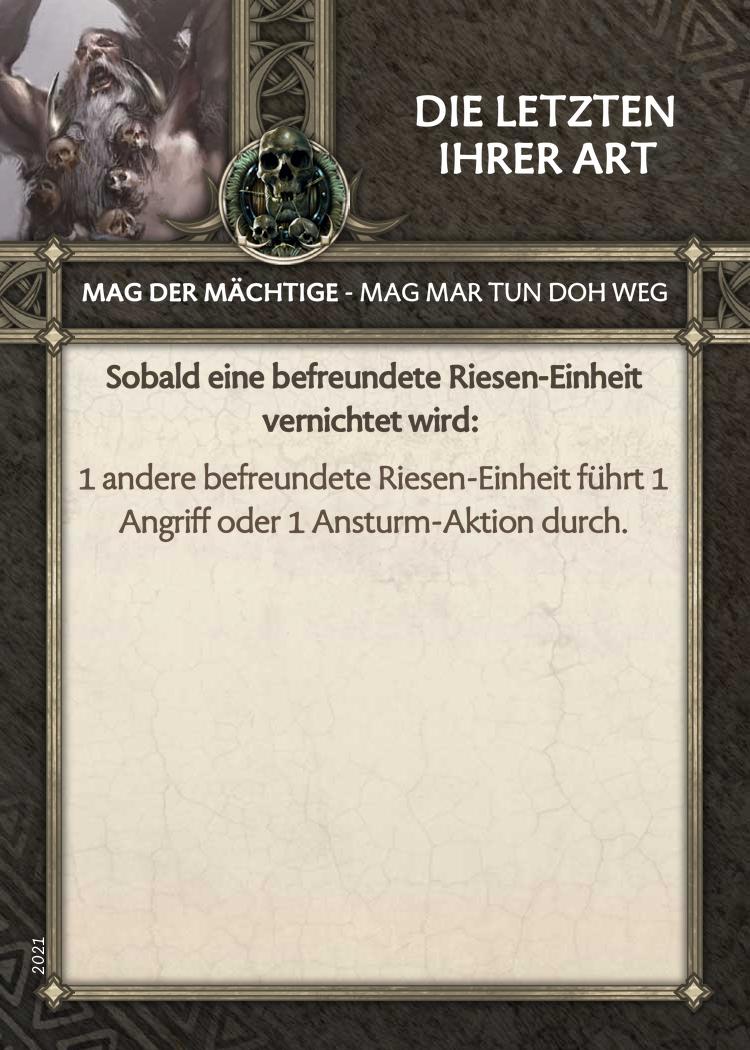 DIE LETZTEN
IHRER ART
MAG DER MÄCHTIGE - MAG MAR TUN DOH WEG
Sobald eine befreundete Riesen-Einheit
vernichtet wird:
1 andere befreundete Riesen-Einheit führt 1
Angriff oder 1 Ansturm-Aktion durch.
2021